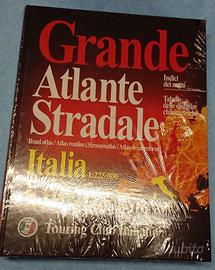 Grande
Atlante
Stradale
Indici
dei nomi
Tabelle
delle distanze
chilometriche
Road atlas / Atlas routier / Strassenatlas / Atlas de carreteras
Italia 1:225 000
Touring Club Italiano
subito